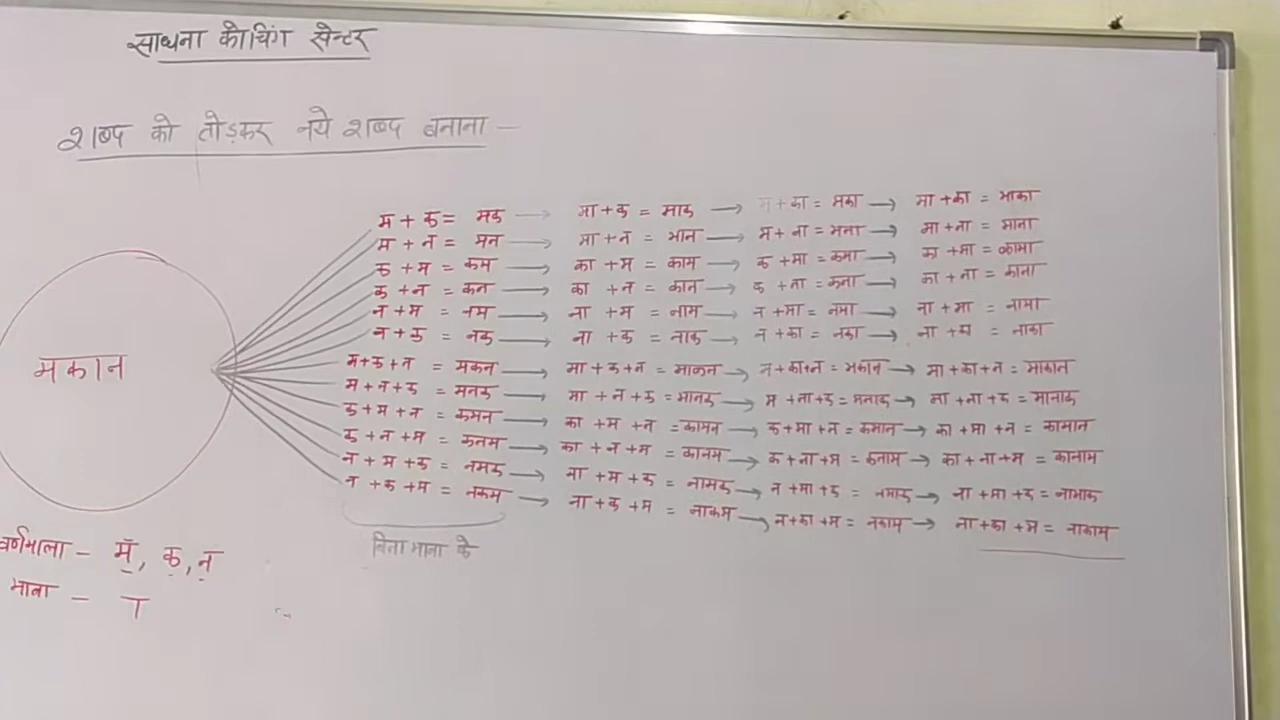 साधना कोचिंग सेन्टर
शब्द को तोड़कर नये शब्द बनाना –
म + क = मक → मा + क = माक → म + का = मका → मा + का = माका
म + न = मन → मा + न = मान → म + ना = मना → मा + ना = माना
क + म = कम → का + म = काम → क + मा = कमा → का + मा = कामा
क + न = कन → का + न = कान → क + ना = कना → का + ना = काना
न + म = नम → ना + म = नाम → न + मा = नमा → ना + मा = नामा
न + क = नक → ना + क = नाक → न + का = नका → ना + क = नाका
मकान
म + क + न = मकन → मा + क + न = माकन → म + का + न = मकान → मा + का + न = माकान
म + न + क = मनक → मा + न + क = मानक → म + ना + क = मनाक → मा + ना + क = मानाक
क + म + न = कमन → का + म + न = कामन → क + मा + न = कमान → का + मा + न = कामान
क + न + म = कनम → का + न + म = कानम → क + ना + म = कनाम → का + ना + म = कानाम
न + म + क = नमक → ना + म + क = नामक → न + मा + क = नमाक → ना + मा + क = नामाक
न + क + म = नकम → ना + क + म = नाकम → न + का + म = नकाम → ना + का + म = नाकाम
बिना मात्रा के
वर्णमाला – म, क, न
मात्रा – ा